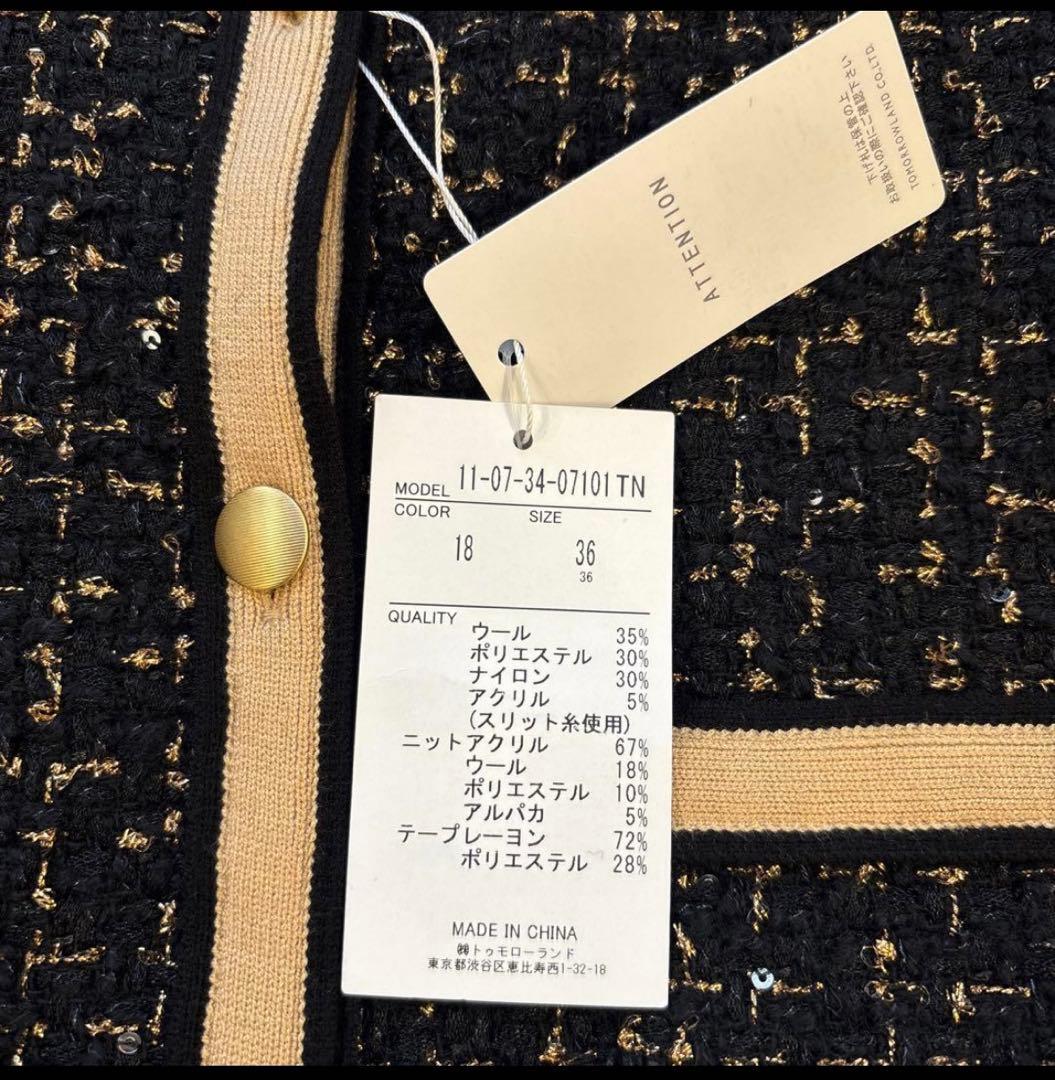 下げ札は保管の上
お取扱いの際にご確認下さい
TOMORROWLAND CO.,LTD.
ATTENTION
MODEL 11-07-34-07101TN
COLOR SIZE
18 36
36
QUALITY
ウール 35%
ポリエステル 30%
ナイロン 30%
アクリル 5%
(スリット糸使用)
ニットアクリル 67%
ウール 18%
ポリエステル 10%
アルパカ 5%
テープレーヨン 72%
ポリエステル 28%
MADE IN CHINA
㈱トゥモローランド
東京都渋谷区恵比寿西1-32-18